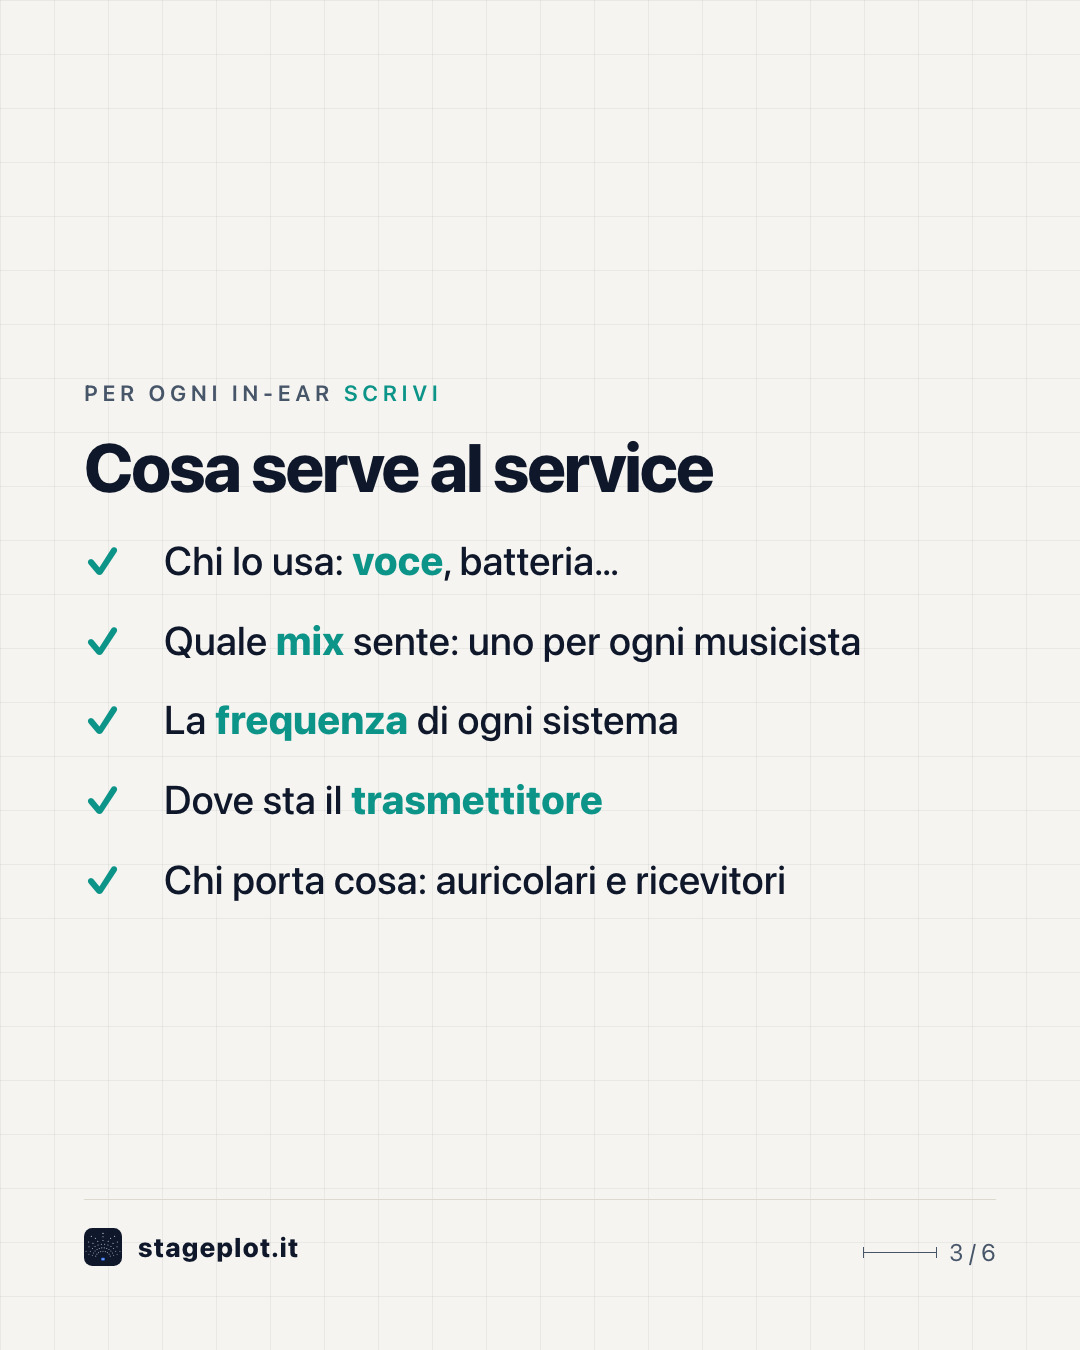 PER OGNI IN-EAR SCRIVI
Cosa serve al service
Chi lo usa: voce, batteria...
Quale mix sente: uno per ogni musicista
La frequenza di ogni sistema
Dove sta il trasmettitore
Chi porta cosa: auricolari e ricevitori
stageplot.it
3 / 6